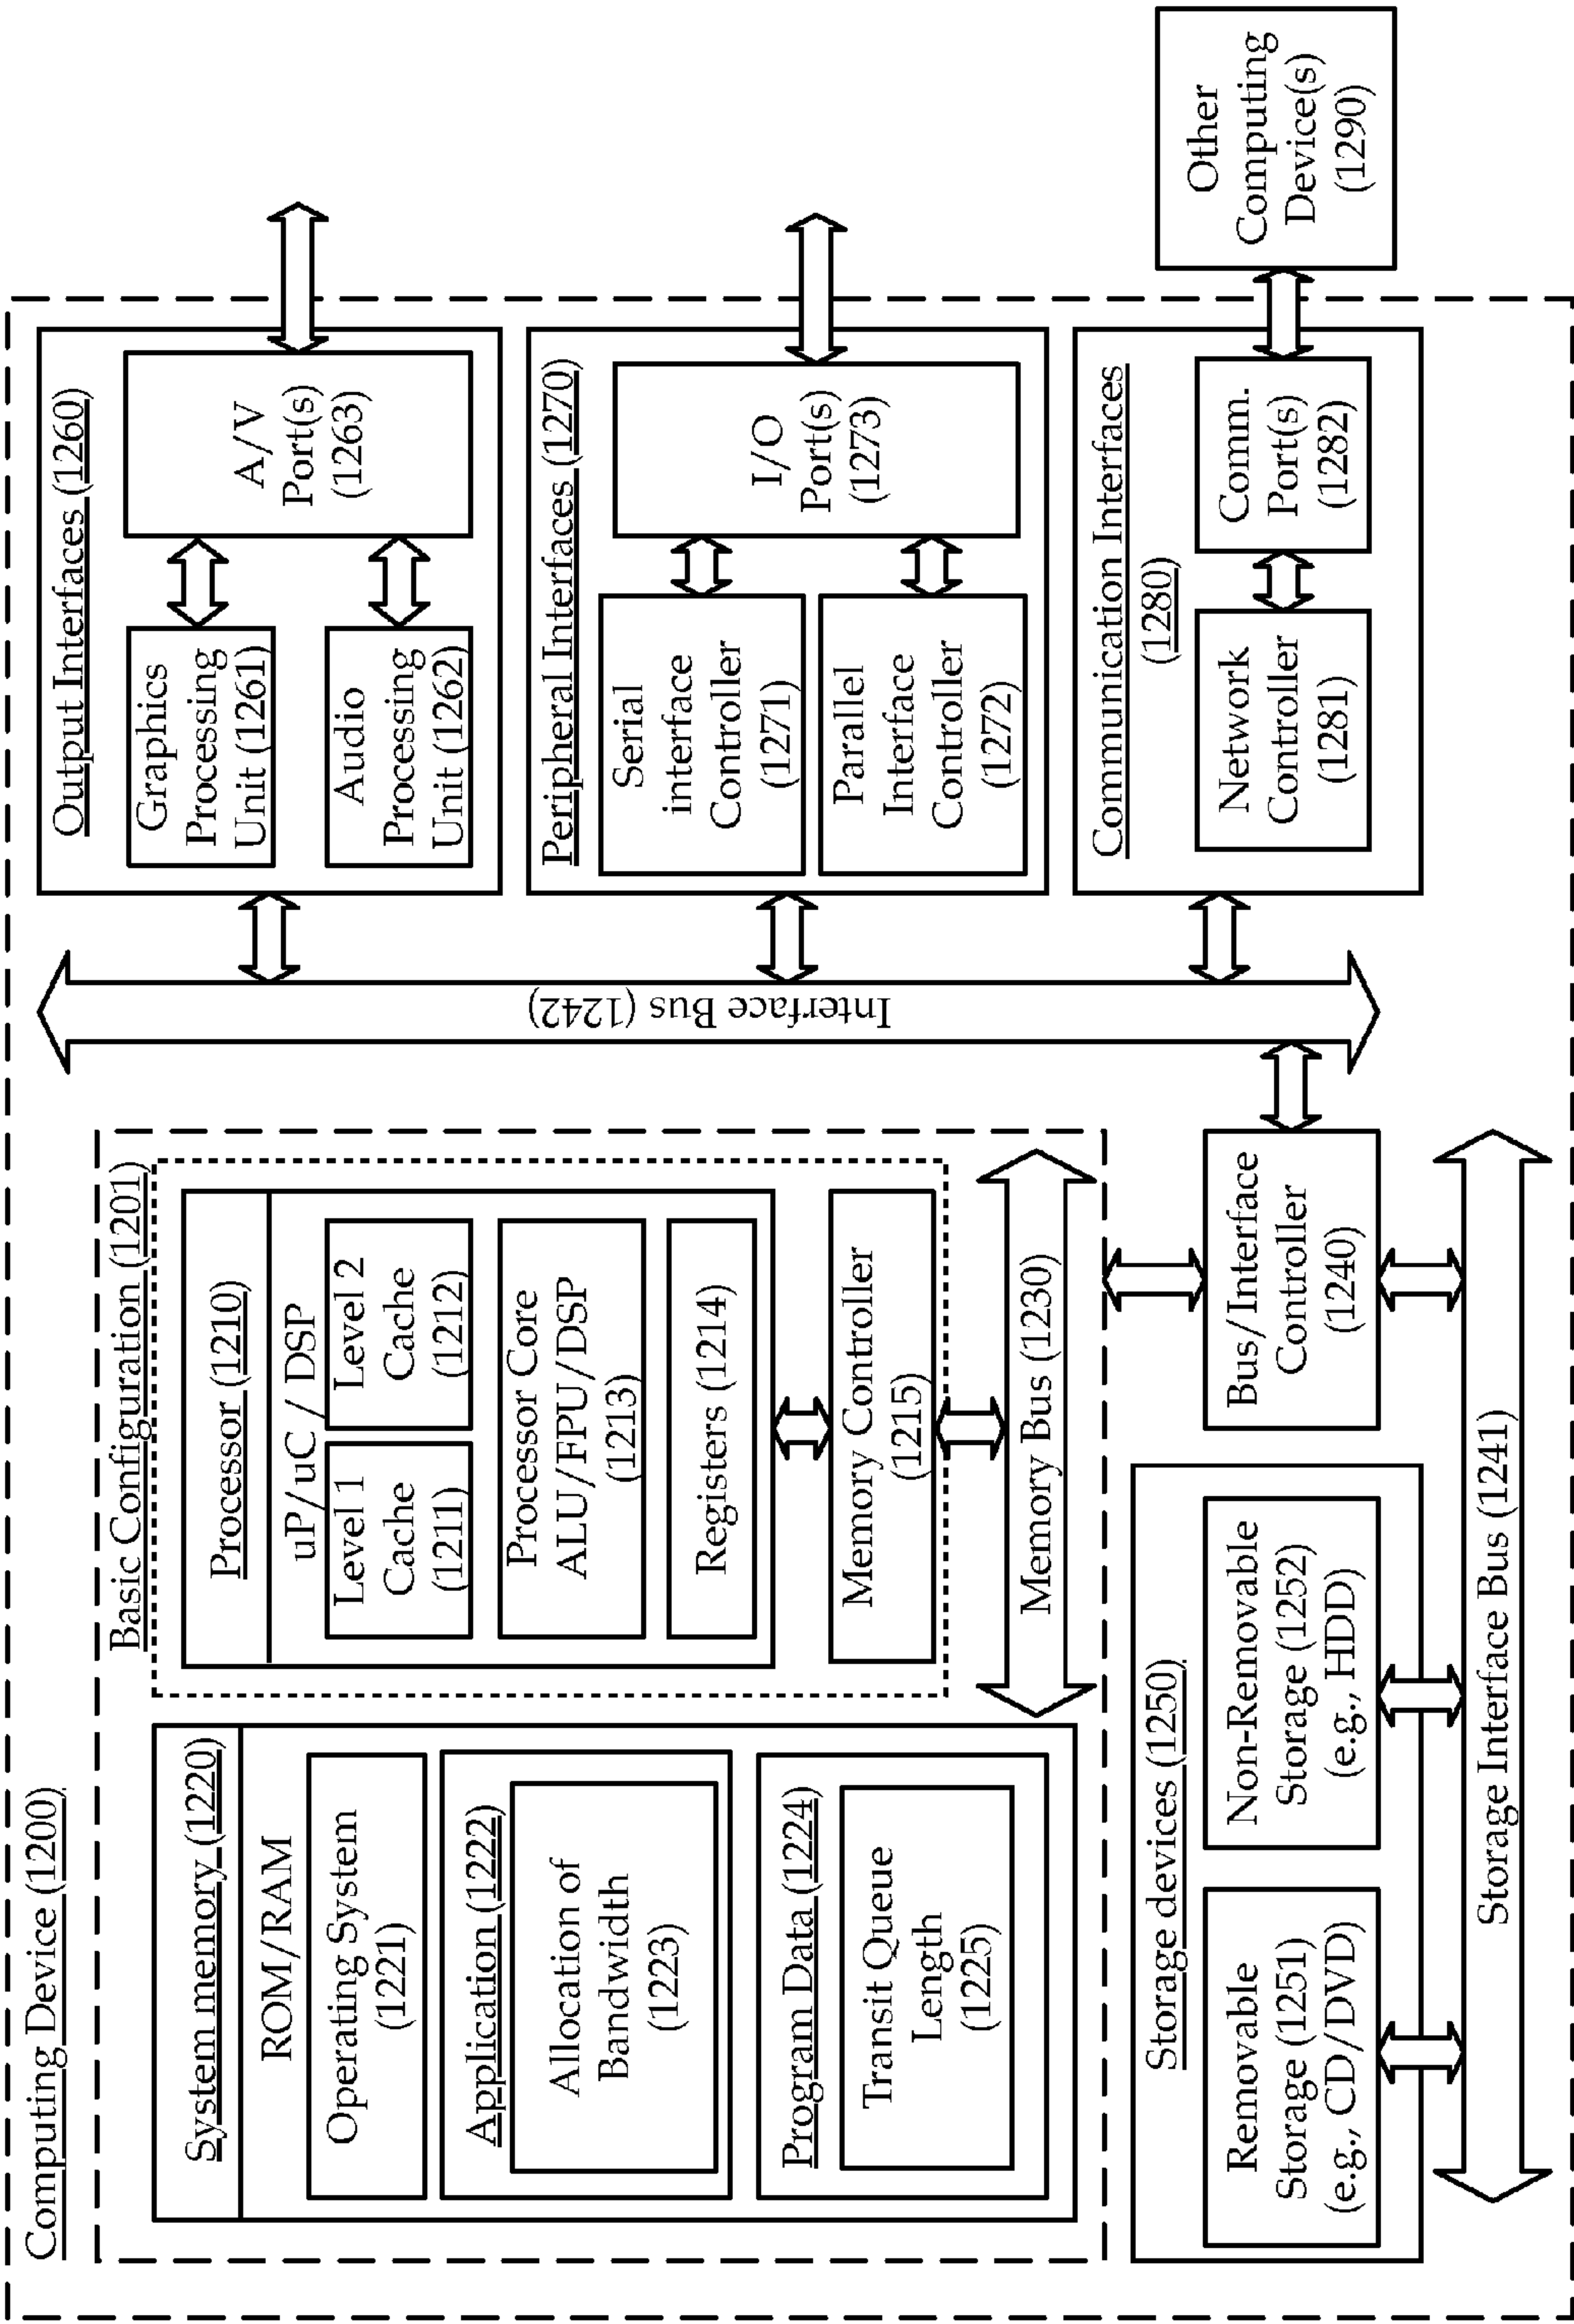 Computing Device (1200)
Basic Configuration (1201)
System memory (1220)
ROM/RAM
Operating System
(1221)
Application (1222)
Allocation of
Bandwidth
(1223)
Program Data (1224)
Transit Queue
Length
(1225)
Processor (1210)
uP/uC / DSP
Level 1
Cache
(1211)
Level 2
Cache
(1212)
Processor Core
ALU/FPU/DSP
(1213)
Registers (1214)
Memory Controller
(1215)
Memory Bus (1230)
Storage devices (1250)
Removable
Storage (1251)
(e.g., CD/DVD)
Non-Removable
Storage (1252)
(e.g., HDD)
Bus/Interface
Controller
(1240)
Storage Interface Bus (1241)
Interface Bus (1242)
Output Interfaces (1260)
Graphics
Processing
Unit (1261)
Audio
Processing
Unit (1262)
A/V
Port(s)
(1263)
Peripheral Interfaces (1270)
Serial
interface
Controller
(1271)
Parallel
Interface
Controller
(1272)
I/O
Port(s)
(1273)
Communication Interfaces
(1280)
Network
Controller
(1281)
Comm.
Port(s)
(1282)
Other
Computing
Device(s)
(1290)